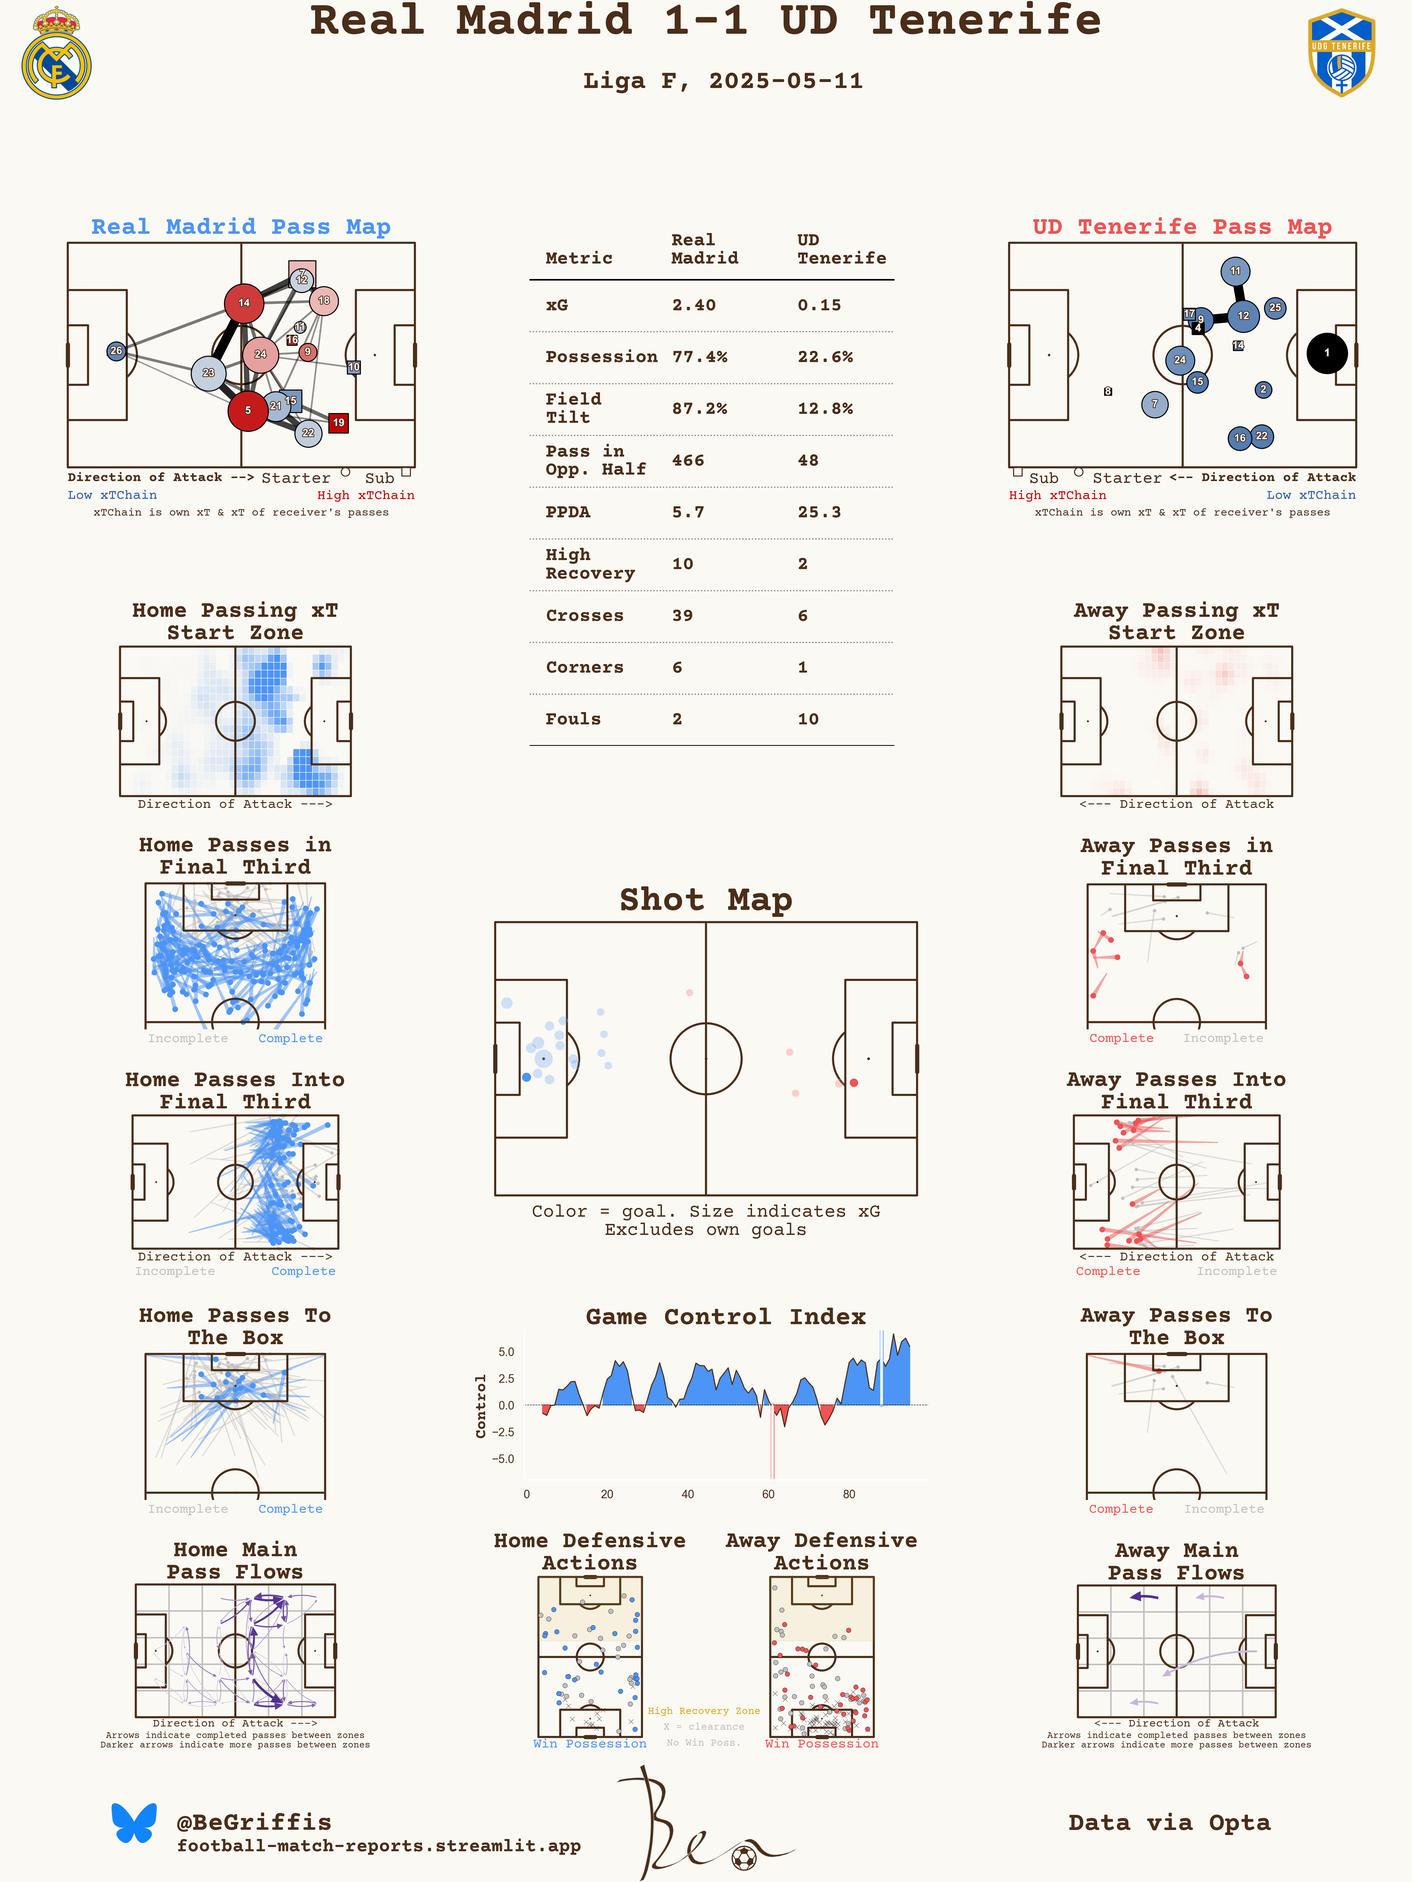 Real Madrid 1-1 UD Tenerife
Liga F, 2025-05-11
UDG TENERIFE
Real Madrid Pass Map
7
12
14
18
11
16
9
26
24
10
23
15
21
5
19
22
Direction of Attack --> Starter Sub
Low xTChain High xTChain
xTChain is own xT & xT of receiver's passes
Metric Real Madrid UD Tenerife
xG 2.40 0.15
Possession 77.4% 22.6%
Field Tilt 87.2% 12.8%
Pass in Opp. Half 466 48
PPDA 5.7 25.3
High Recovery 10 2
Crosses 39 6
Corners 6 1
Fouls 2 10
UD Tenerife Pass Map
11
17
9
4
12
25
14
1
24
15
2
8
7
16
22
Sub Starter <-- Direction of Attack
High xTChain Low xTChain
xTChain is own xT & xT of receiver's passes
Home Passing xT
Start Zone
Direction of Attack --->
Away Passing xT
Start Zone
<--- Direction of Attack
Home Passes in
Final Third
Incomplete Complete
Away Passes in
Final Third
Complete Incomplete
Shot Map
Color = goal. Size indicates xG
Excludes own goals
Home Passes Into
Final Third
Direction of Attack --->
Incomplete Complete
Away Passes Into
Final Third
<--- Direction of Attack
Complete Incomplete
Home Passes To
The Box
Incomplete Complete
Game Control Index
Control
5.0
2.5
0.0
−2.5
−5.0
0 20 40 60 80
Away Passes To
The Box
Complete Incomplete
Home Main
Pass Flows
Direction of Attack --->
Arrows indicate completed passes between zones
Darker arrows indicate more passes between zones
Home Defensive
Actions
Win Possession
High Recovery Zone
X = clearance
No Win Poss.
Away Defensive
Actions
Win Possession
Away Main
Pass Flows
<--- Direction of Attack
Arrows indicate completed passes between zones
Darker arrows indicate more passes between zones
@BeGriffis
football-match-reports.streamlit.app
Ben
Data via Opta